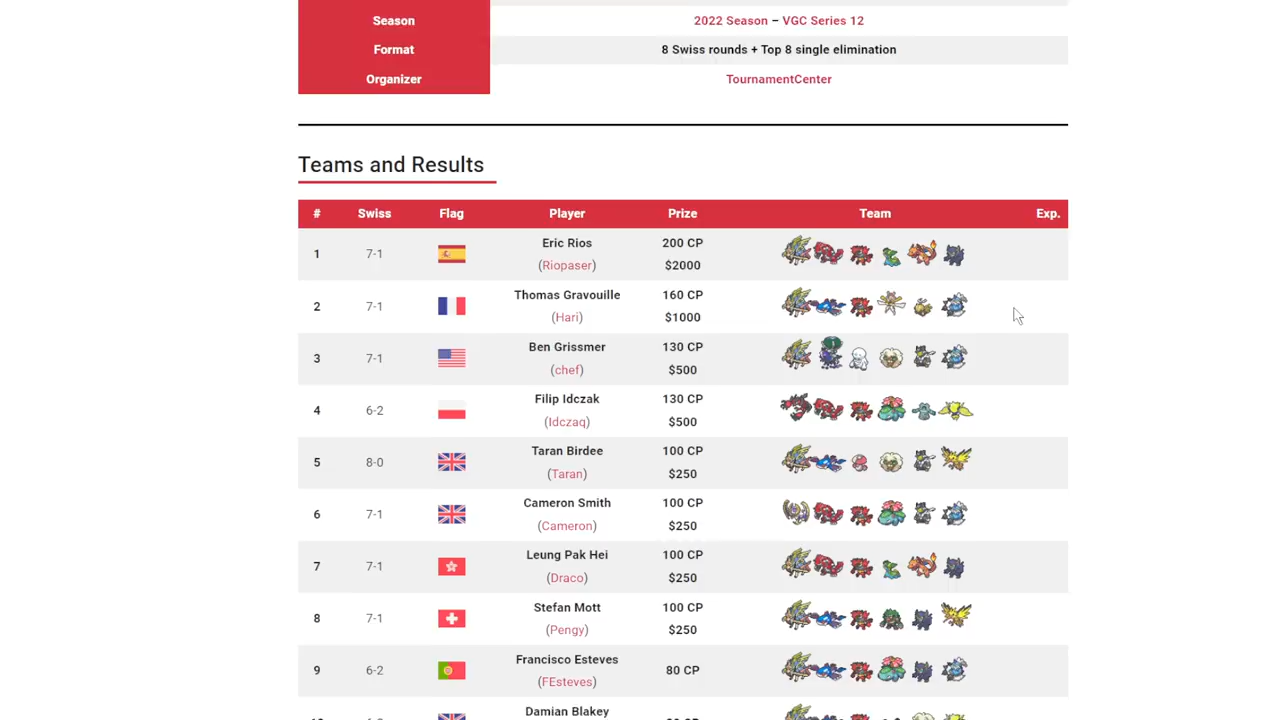 Season 2022 Season – VGC Series 12
Format 8 Swiss rounds + Top 8 single elimination
Organizer TournamentCenter
Teams and Results
# Swiss Flag Player Prize Team Exp.
1 7-1 Eric Rios (Riopaser) 200 CP $2000
2 7-1 Thomas Gravouille (Hari) 160 CP $1000
3 7-1 Ben Grissmer (chef) 130 CP $500
4 6-2 Filip Idczak (Idczaq) 130 CP $500
5 8-0 Taran Birdee (Taran) 100 CP $250
6 7-1 Cameron Smith (Cameron) 100 CP $250
7 7-1 Leung Pak Hei (Draco) 100 CP $250
8 7-1 Stefan Mott (Pengy) 100 CP $250
9 6-2 Francisco Esteves (FEsteves) 80 CP
Damian Blakey